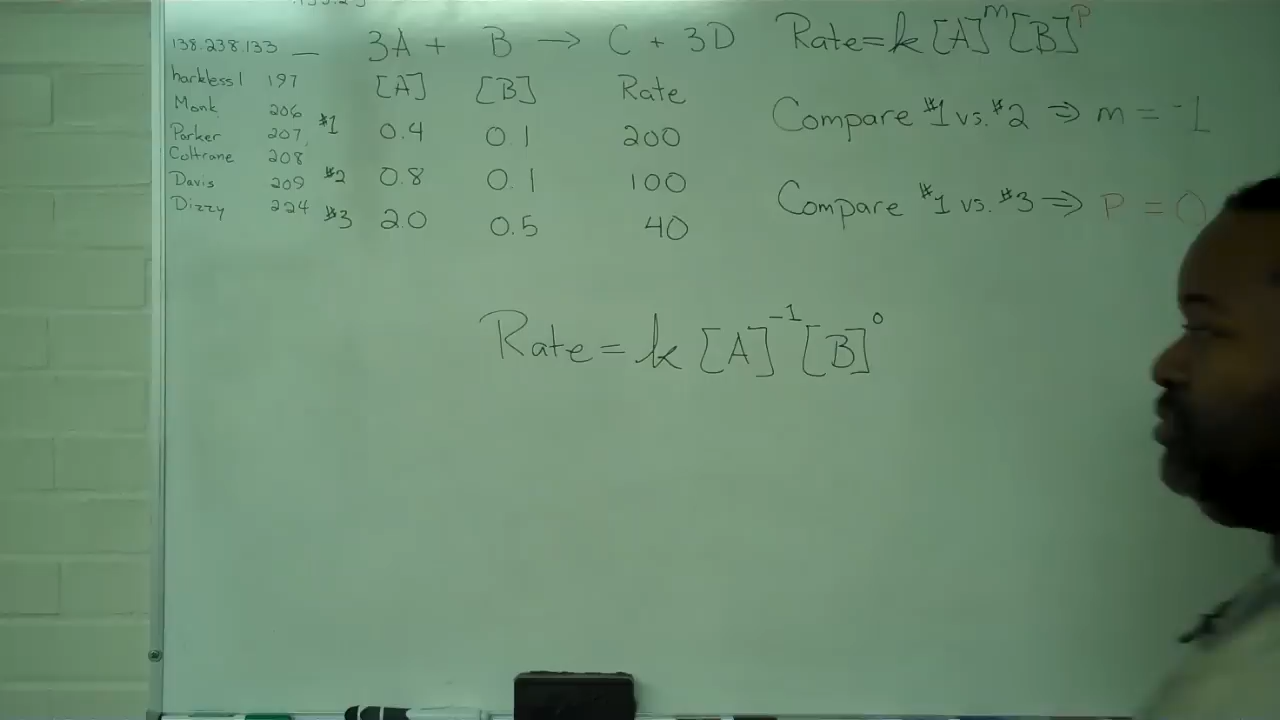 138.238.133 __
harkless1 197
Monk 206
Parker 207
Coltrane 208
Davis 209
Dizzy 224
3A + B → C + 3D
[A] [B] Rate
#1 0.4 0.1 200
#2 0.8 0.1 100
#3 2.0 0.5 40
Rate=k[A]^m[B]^p
Compare #1 vs. #2 ⇒ m = -1
Compare #1 vs. #3 ⇒ P = 0
Rate = k [A]^-1 [B]^0